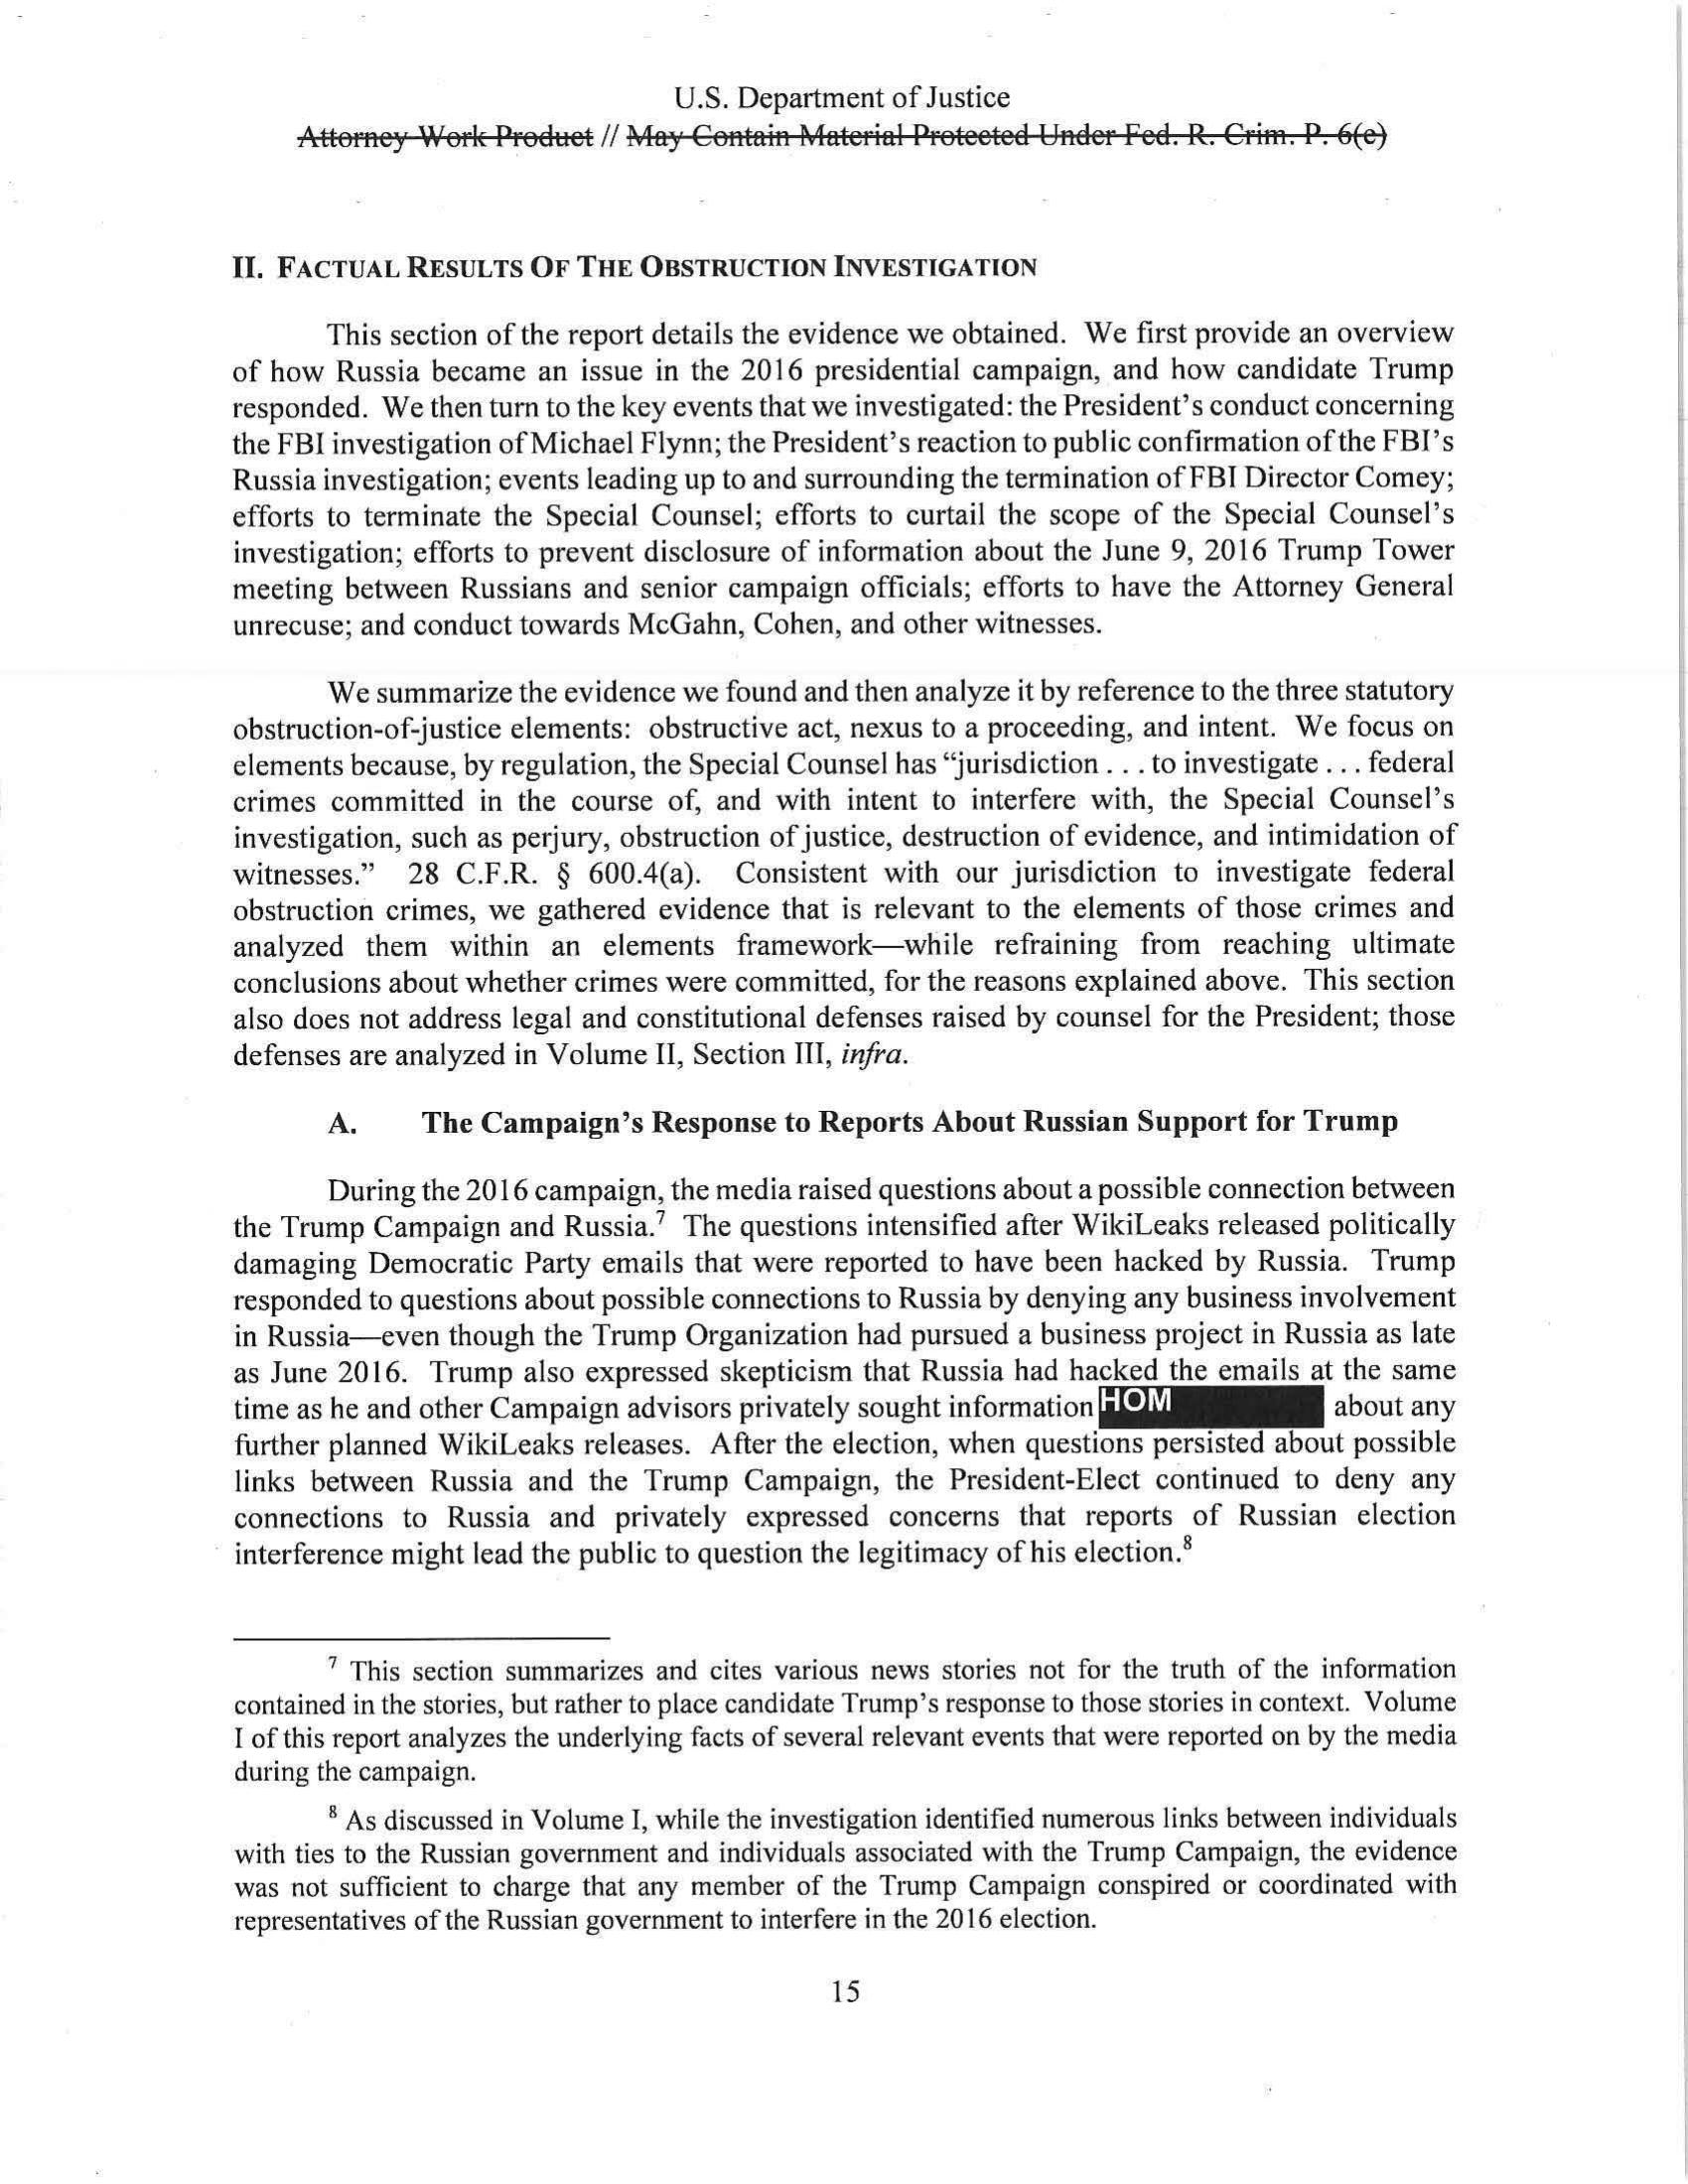 U.S. Department of Justice
Attorney Work Product // May Contain Material Protected Under Fed. R. Crim. P. 6(e)
II. FACTUAL RESULTS OF THE OBSTRUCTION INVESTIGATION
This section of the report details the evidence we obtained. We first provide an overview
of how Russia became an issue in the 2016 presidential campaign, and how candidate Trump
responded. We then turn to the key events that we investigated: the President's conduct concerning
the FBI investigation of Michael Flynn; the President's reaction to public confirmation of the FBI's
Russia investigation; events leading up to and surrounding the termination of FBI Director Comey;
efforts to terminate the Special Counsel; efforts to curtail the scope of the Special Counsel's
investigation; efforts to prevent disclosure of information about the June 9, 2016 Trump Tower
meeting between Russians and senior campaign officials; efforts to have the Attorney General
unrecuse; and conduct towards McGahn, Cohen, and other witnesses.
We summarize the evidence we found and then analyze it by reference to the three statutory
obstruction-of-justice elements: obstructive act, nexus to a proceeding, and intent. We focus on
elements because, by regulation, the Special Counsel has "jurisdiction . . . to investigate . . . federal
crimes committed in the course of, and with intent to interfere with, the Special Counsel's
investigation, such as perjury, obstruction of justice, destruction of evidence, and intimidation of
witnesses." 28 C.F.R. § 600.4(a). Consistent with our jurisdiction to investigate federal
obstruction crimes, we gathered evidence that is relevant to the elements of those crimes and
analyzed them within an elements framework—while refraining from reaching ultimate
conclusions about whether crimes were committed, for the reasons explained above. This section
also does not address legal and constitutional defenses raised by counsel for the President; those
defenses are analyzed in Volume II, Section III, infra.
A. The Campaign's Response to Reports About Russian Support for Trump
During the 2016 campaign, the media raised questions about a possible connection between
the Trump Campaign and Russia.7 The questions intensified after WikiLeaks released politically
damaging Democratic Party emails that were reported to have been hacked by Russia. Trump
responded to questions about possible connections to Russia by denying any business involvement
in Russia—even though the Trump Organization had pursued a business project in Russia as late
as June 2016. Trump also expressed skepticism that Russia had hacked the emails at the same
time as he and other Campaign advisors privately sought information HOM about any
further planned WikiLeaks releases. After the election, when questions persisted about possible
links between Russia and the Trump Campaign, the President-Elect continued to deny any
connections to Russia and privately expressed concerns that reports of Russian election
interference might lead the public to question the legitimacy of his election.8
7 This section summarizes and cites various news stories not for the truth of the information
contained in the stories, but rather to place candidate Trump's response to those stories in context. Volume
I of this report analyzes the underlying facts of several relevant events that were reported on by the media
during the campaign.
8 As discussed in Volume I, while the investigation identified numerous links between individuals
with ties to the Russian government and individuals associated with the Trump Campaign, the evidence
was not sufficient to charge that any member of the Trump Campaign conspired or coordinated with
representatives of the Russian government to interfere in the 2016 election.
15